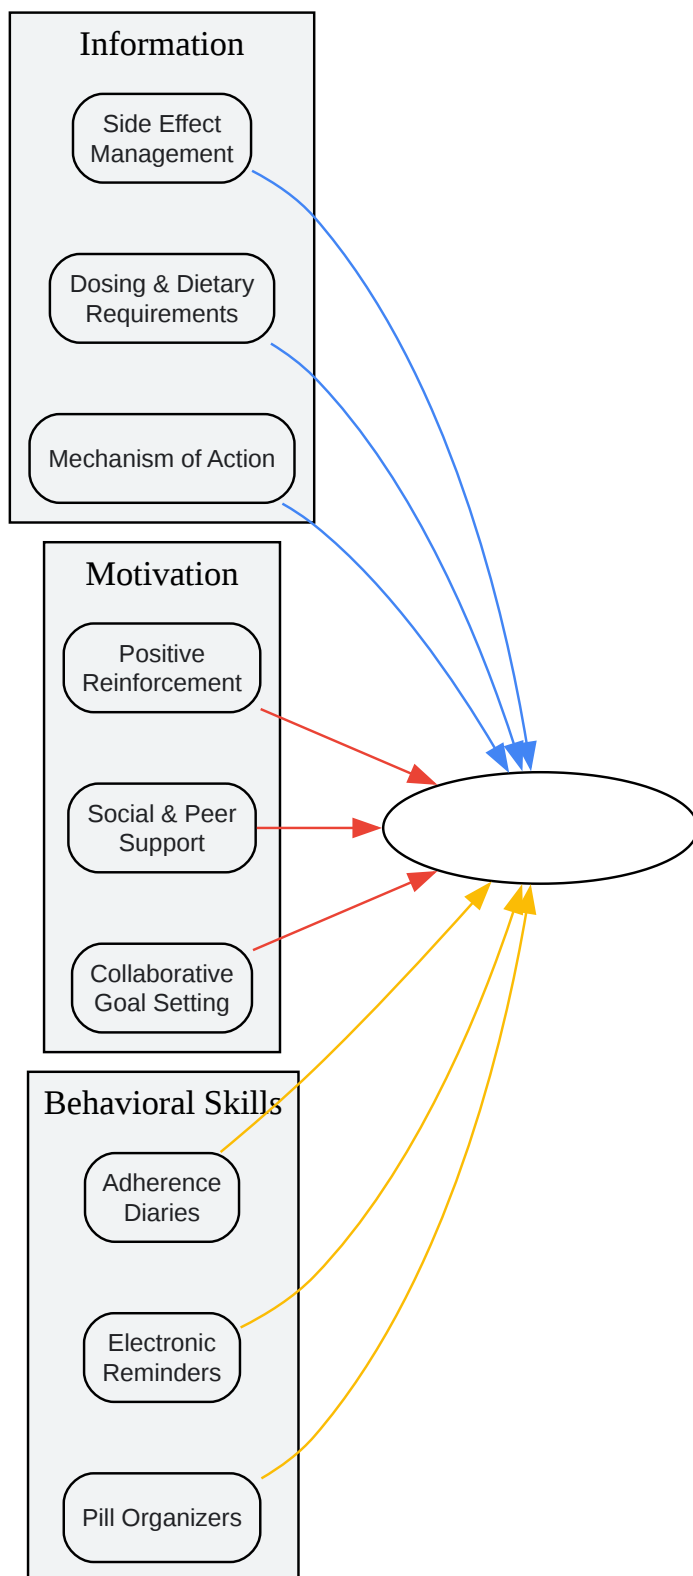 Information
Side Effect
Management
Dosing & Dietary
Requirements
Mechanism of Action
Motivation
Positive
Reinforcement
Social & Peer
Support
Collaborative
Goal Setting
Behavioral Skills
Adherence
Diaries
Electronic
Reminders
Pill Organizers